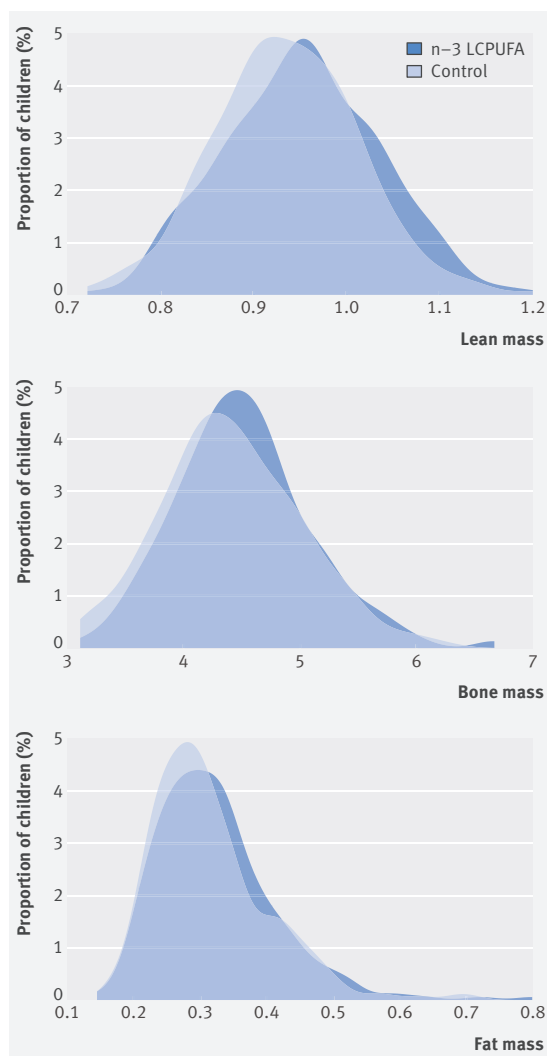 Proportion of children (%)
5
4
3
2
1
0
n–3 LCPUFA
Control
0.7 0.8 0.9 1.0 1.1 1.2
Lean mass
Proportion of children (%)
5
4
3
2
1
0
3 4 5 6 7
Bone mass
Proportion of children (%)
5
4
3
2
1
0
0.1 0.2 0.3 0.4 0.5 0.6 0.7 0.8
Fat mass